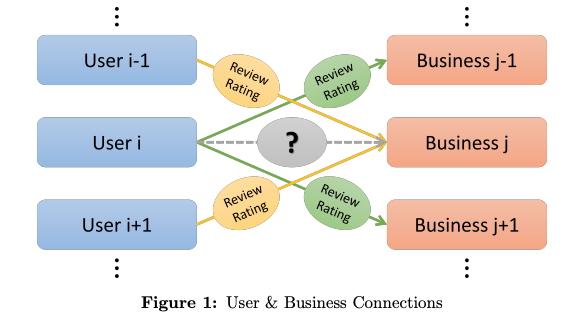 User i-1
Review
Rating
Review
Rating
Business j-1
User i
?
Business j
User i+1
Review
Rating
Review
Rating
Business j+1
Figure 1: User & Business Connections